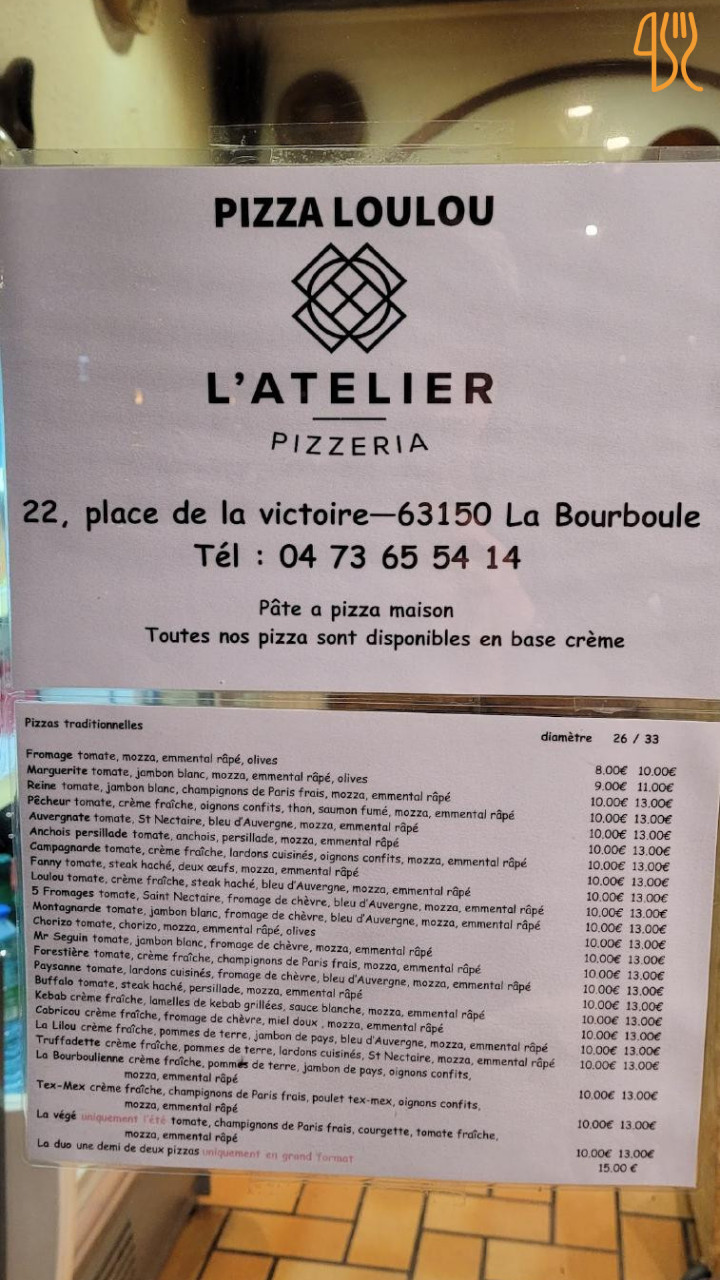 PIZZA LOULOU
L'ATELIER
PIZZERIA
22, place de la victoire—63150 La Bourboule
Tél : 04 73 65 54 14
Pâte a pizza maison
Toutes nos pizza sont disponibles en base crème
Pizzas traditionnelles
diamètre 26 / 33
Fromage tomate, mozza, emmental râpé, olives 8.00€ 10.00€
Marguerite tomate, jambon blanc, mozza, emmental râpé, olives 9.00€ 11.00€
Reine tomate, jambon blanc, champignons de Paris frais, mozza, emmental râpé 10.00€ 13.00€
Pêcheur tomate, crème fraîche, oignons confits, thon, saumon fumé, mozza, emmental râpé 10.00€ 13.00€
Auvergnate tomate, St Nectaire, bleu d'Auvergne, mozza, emmental râpé 10.00€ 13.00€
Anchois persillade tomate, anchois, persillade, mozza, emmental râpé 10.00€ 13.00€
Campagnarde tomate, crème fraîche, lardons cuisinés, oignons confits, mozza, emmental râpé 10.00€ 13.00€
Fanny tomate, steak haché, deux œufs, mozza, emmental râpé 10.00€ 13.00€
Loulou tomate, crème fraîche, steak haché, bleu d'Auvergne, mozza, emmental râpé 10.00€ 13.00€
5 Fromages tomate, Saint Nectaire, fromage de chèvre, bleu d'Auvergne, mozza, emmental râpé 10.00€ 13.00€
Montagnarde tomate, jambon blanc, fromage de chèvre, bleu d'Auvergne, mozza, emmental râpé 10.00€ 13.00€
Chorizo tomate, chorizo, mozza, emmental râpé, olives 10.00€ 13.00€
Mr Seguin tomate, jambon blanc, fromage de chèvre, mozza, emmental râpé 10.00€ 13.00€
Forestière tomate, crème fraîche, champignons de Paris frais, mozza, emmental râpé 10.00€ 13.00€
Paysanne tomate, lardons cuisinés, fromage de chèvre, bleu d'Auvergne, mozza, emmental râpé 10.00€ 13.00€
Buffalo tomate, steak haché, persillade, mozza, emmental râpé 10.00€ 13.00€
Kebab crème fraîche, lamelles de kebab grillées, sauce blanche, mozza, emmental râpé 10.00€ 13.00€
Cabricou crème fraîche, fromage de chèvre, miel doux , mozza, emmental râpé 10.00€ 13.00€
La Lilou crème fraîche, pommes de terre, jambon de pays, bleu d'Auvergne, mozza, emmental râpé 10.00€ 13.00€
Truffadette crème fraîche, pommes de terre, lardons cuisinés, St Nectaire, mozza, emmental râpé 10.00€ 13.00€
La Bourboulienne crème fraîche, pommes de terre, jambon de pays, oignons confits,
mozza, emmental râpé 10.00€ 13.00€
Tex-Mex crème fraîche, champignons de Paris frais, poulet tex-mex, oignons confits,
mozza, emmental râpé 10.00€ 13.00€
La végé uniquement l'été tomate, champignons de Paris frais, courgette, tomate fraîche,
mozza, emmental râpé 10.00€ 13.00€
La duo une demi de deux pizzas uniquement en grand format 15.00 €